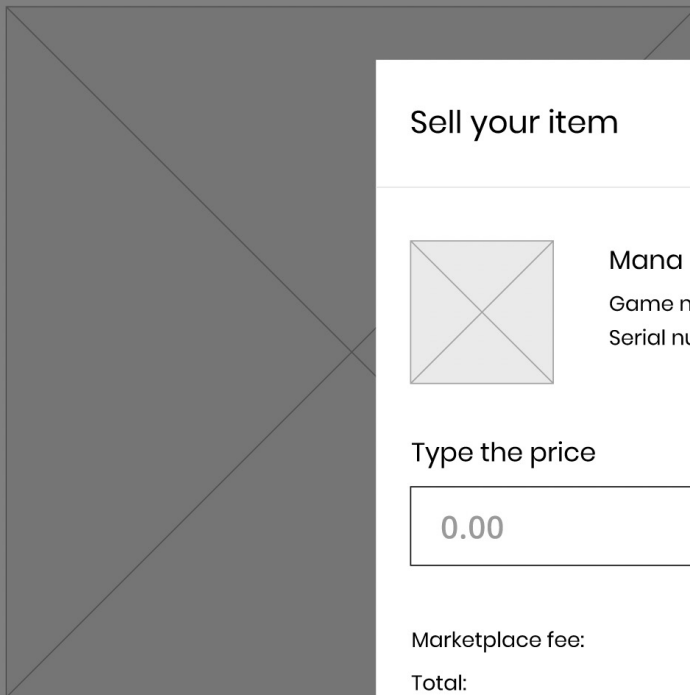 Sell your item
Mana
Game
Serial
Type the price
0.00
Marketplace fee:
Total: